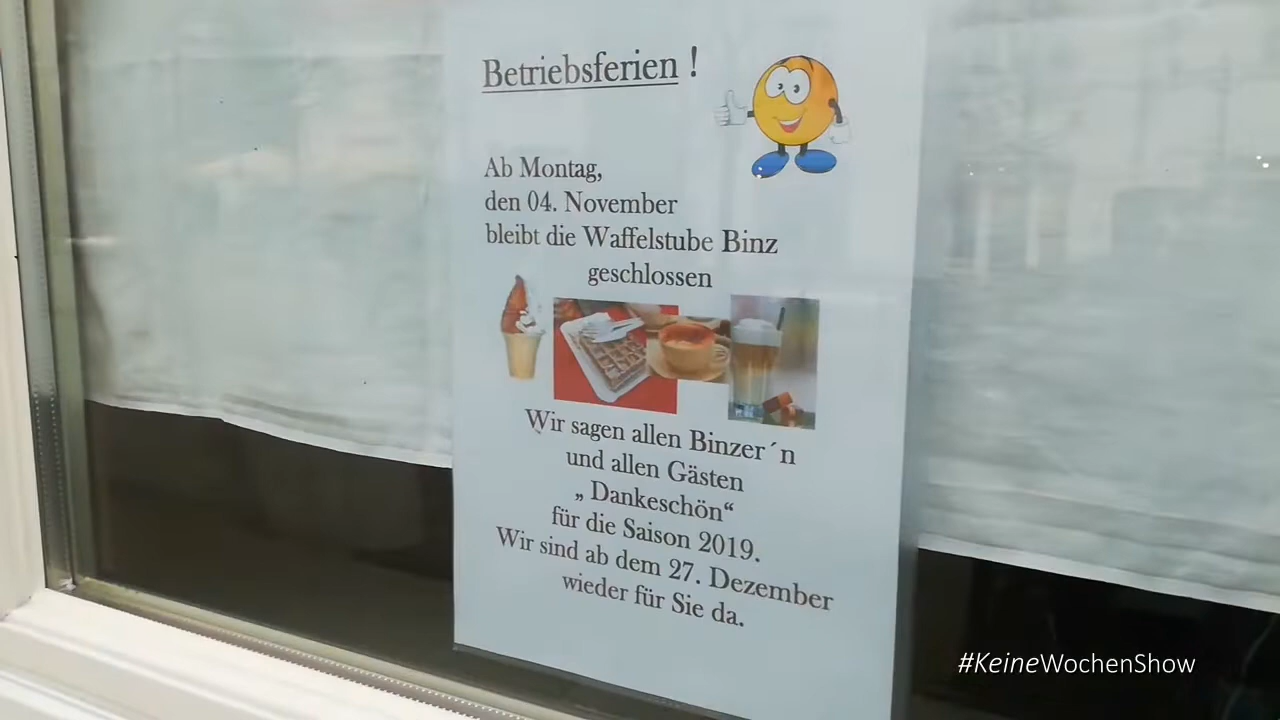 Betriebsferien !
Ab Montag,
den 04. November
bleibt die Waffelstube Binz
geschlossen
Wir sagen allen Binzer´n
und allen Gästen
„ Dankeschön“
für die Saison 2019.
Wir sind ab dem 27. Dezember
wieder für Sie da.
#KeineWochenShow